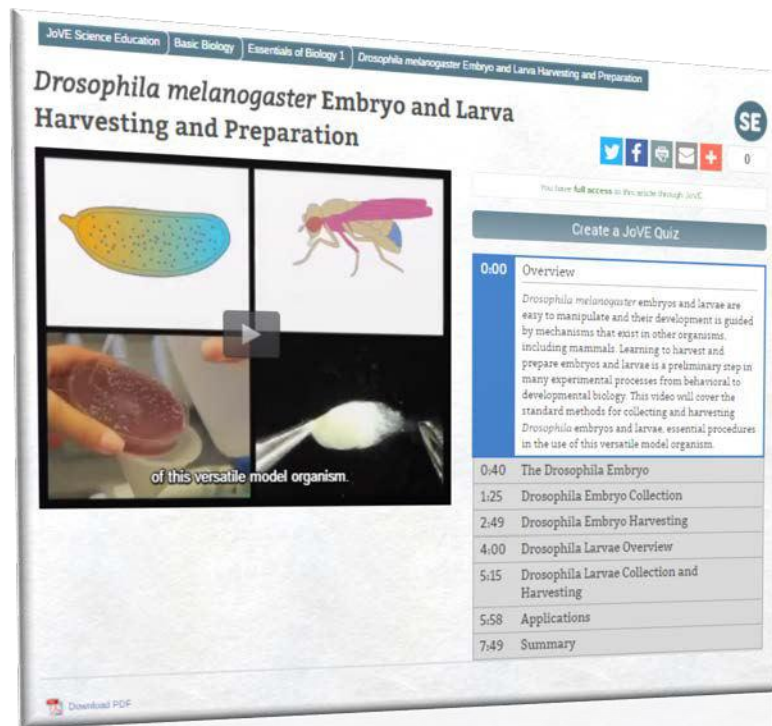 JoVE Science Education
Basic Biology
Essentials of Biology 1
Drosophila melanogaster Embryo and Larva Harvesting and Preparation
Drosophila melanogaster Embryo and Larva
Harvesting and Preparation
SE
0
You have full access to this article through JoVE
Create a JoVE Quiz
0:00 Overview
Drosophila melanogaster embryos and larvae are
easy to manipulate and their development is guided
by mechanisms that exist in other organisms,
including mammals. Learning to harvest and
prepare embryos and larvae is a preliminary step in
many experimental processes from behavioral to
developmental biology. This video will cover the
standard methods for collecting and harvesting
Drosophila embryos and larvae, essential procedures
in the use of this versatile model organism.
of this versatile model organism.
0:40 The Drosophila Embryo
1:25 Drosophila Embryo Collection
2:49 Drosophila Embryo Harvesting
4:00 Drosophila Larvae Overview
5:15 Drosophila Larvae Collection and
Harvesting
5:58 Applications
7:49 Summary
Download PDF